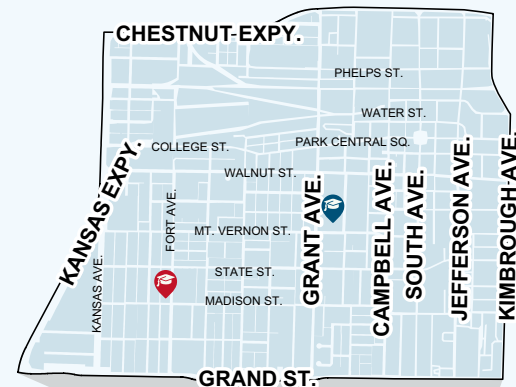 CHESTNUT EXPY.
PHELPS ST.
WATER ST.
PARK CENTRAL SQ.
COLLEGE ST.
WALNUT ST.
KANSAS EXPY.
FORT AVE.
GRANT AVE.
CAMPBELL AVE.
SOUTH AVE.
JEFFERSON AVE.
KIMBROUGH AVE.
MT. VERNON ST.
KANSAS AVE.
STATE ST.
MADISON ST.
GRAND ST.